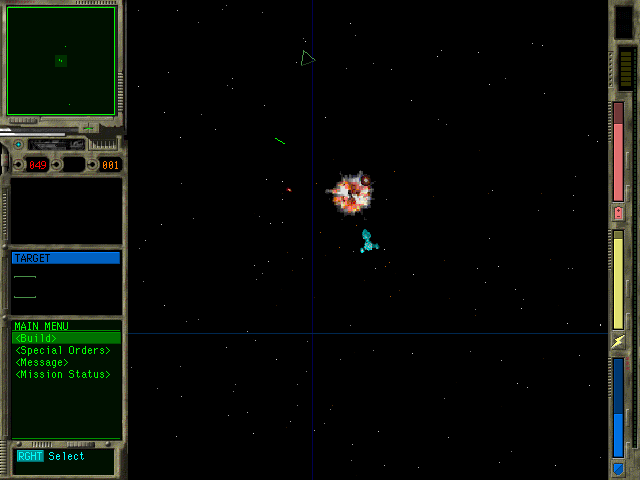 049 001
TARGET
MAIN MENU
<Build>
<Special Orders>
<Message>
<Mission Status>
RGHT Select